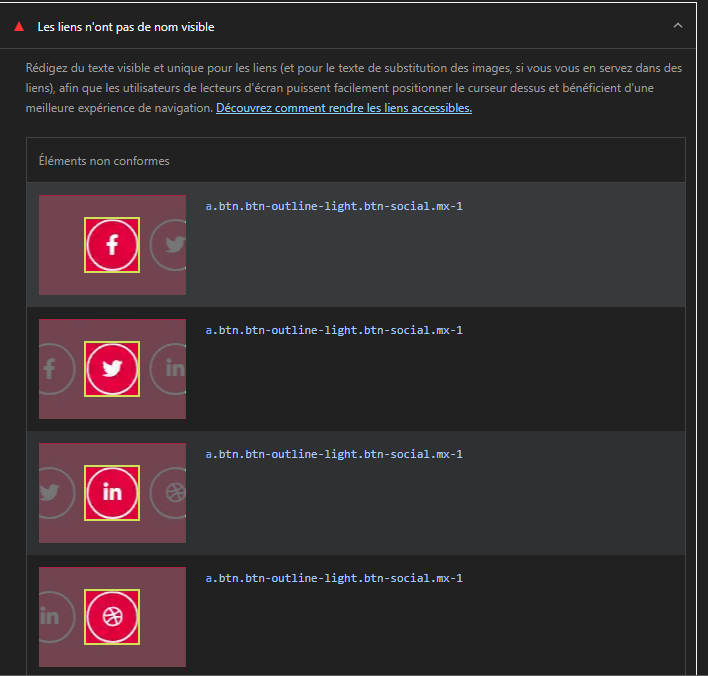 Les liens n'ont pas de nom visible
Rédigez du texte visible et unique pour les liens (et pour le texte de substitution des images, si vous vous en servez dans des
liens), afin que les utilisateurs de lecteurs d'écran puissent facilement positionner le curseur dessus et bénéficient d'une
meilleure expérience de navigation. Découvrez comment rendre les liens accessibles.
Éléments non conformes
a.btn.btn-outline-light.btn-social.mx-1
a.btn.btn-outline-light.btn-social.mx-1
a.btn.btn-outline-light.btn-social.mx-1
a.btn.btn-outline-light.btn-social.mx-1